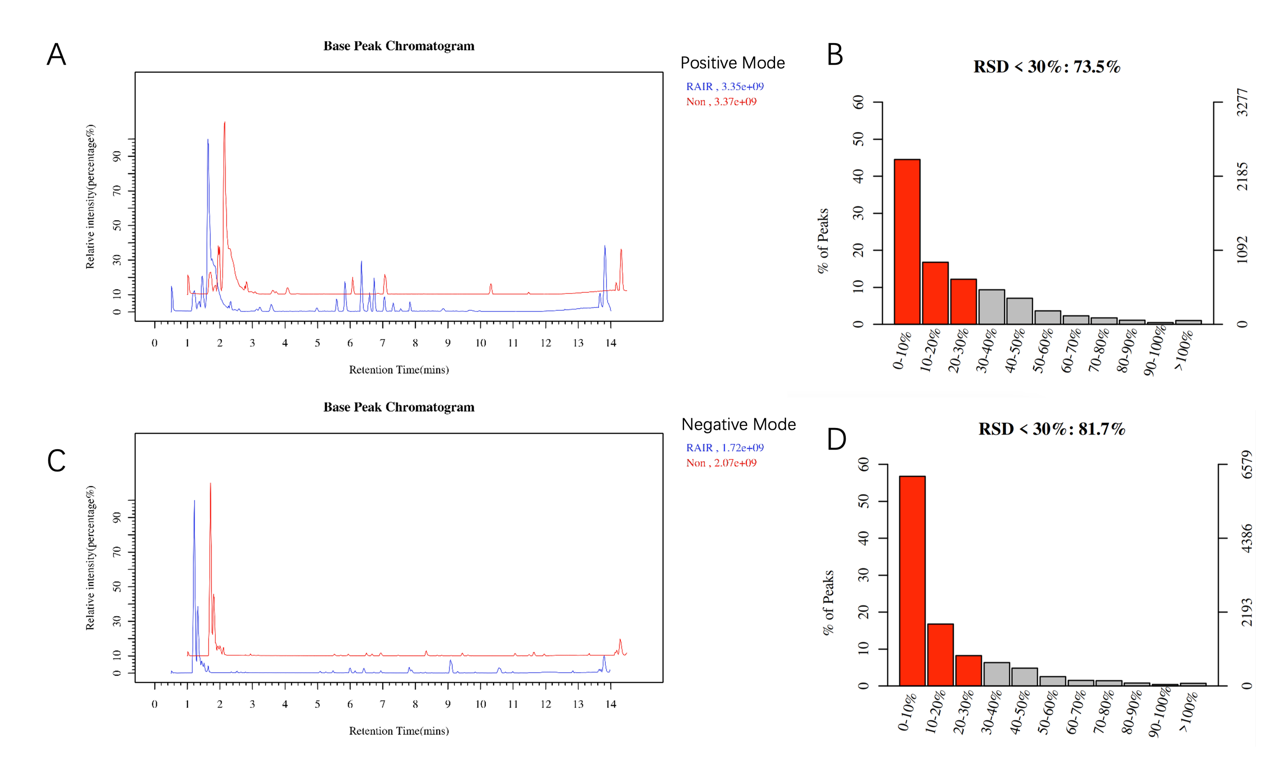 A
Base Peak Chromatogram
Positive Mode
RAIR , 3.35e+09
Non , 3.37e+09
Relative intensity(percentage%)
90
70
50
30
10
0
0 1 2 3 4 5 6 7 8 9 10 11 12 13 14
Retention Time(mins)
B
RSD < 30%: 73.5%
% of Peaks
60
50
40
30
20
10
0
3277
2185
1092
0
0-10%
10-20%
20-30%
30-40%
40-50%
50-60%
60-70%
70-80%
80-90%
90-100%
>100%
C
Base Peak Chromatogram
Negative Mode
RAIR , 1.72e+09
Non , 2.07e+09
Relative intensity(percentage%)
90
70
50
30
10
0
0 1 2 3 4 5 6 7 8 9 10 11 12 13 14
Retention Time(mins)
D
RSD < 30%: 81.7%
% of Peaks
60
50
40
30
20
10
0
6579
4386
2193
0
0-10%
10-20%
20-30%
30-40%
40-50%
50-60%
60-70%
70-80%
80-90%
90-100%
>100%